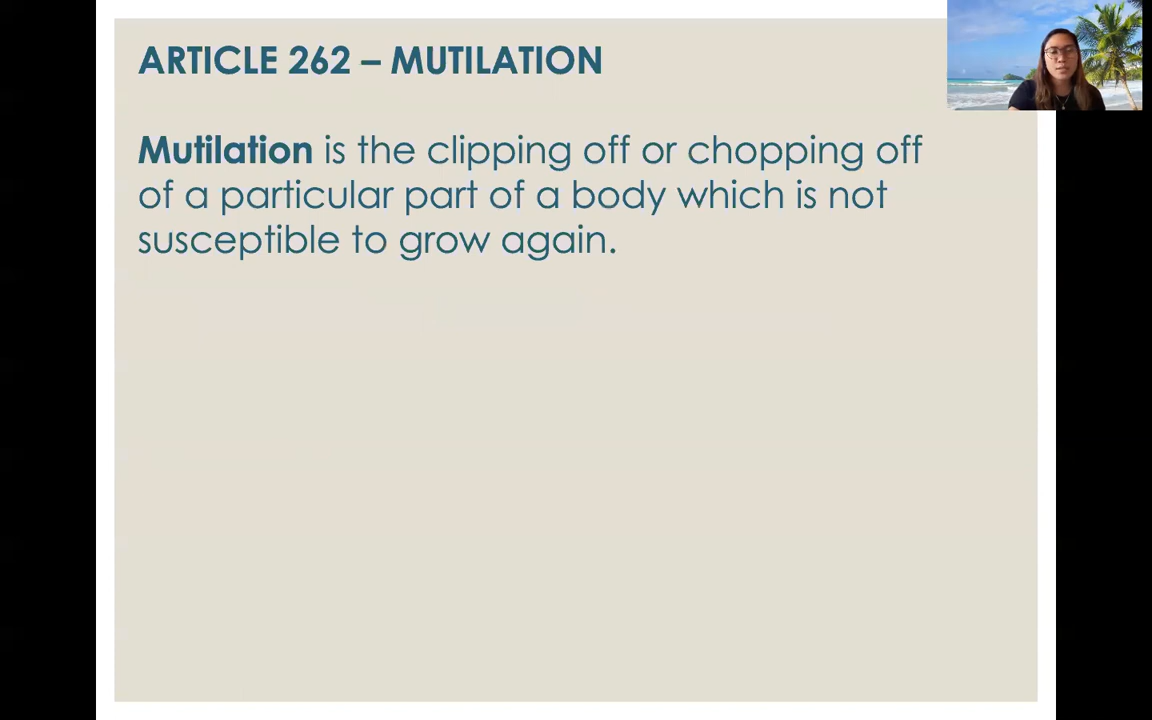 ARTICLE 262 – MUTILATION
Mutilation is the clipping off or chopping off
of a particular part of a body which is not
susceptible to grow again.